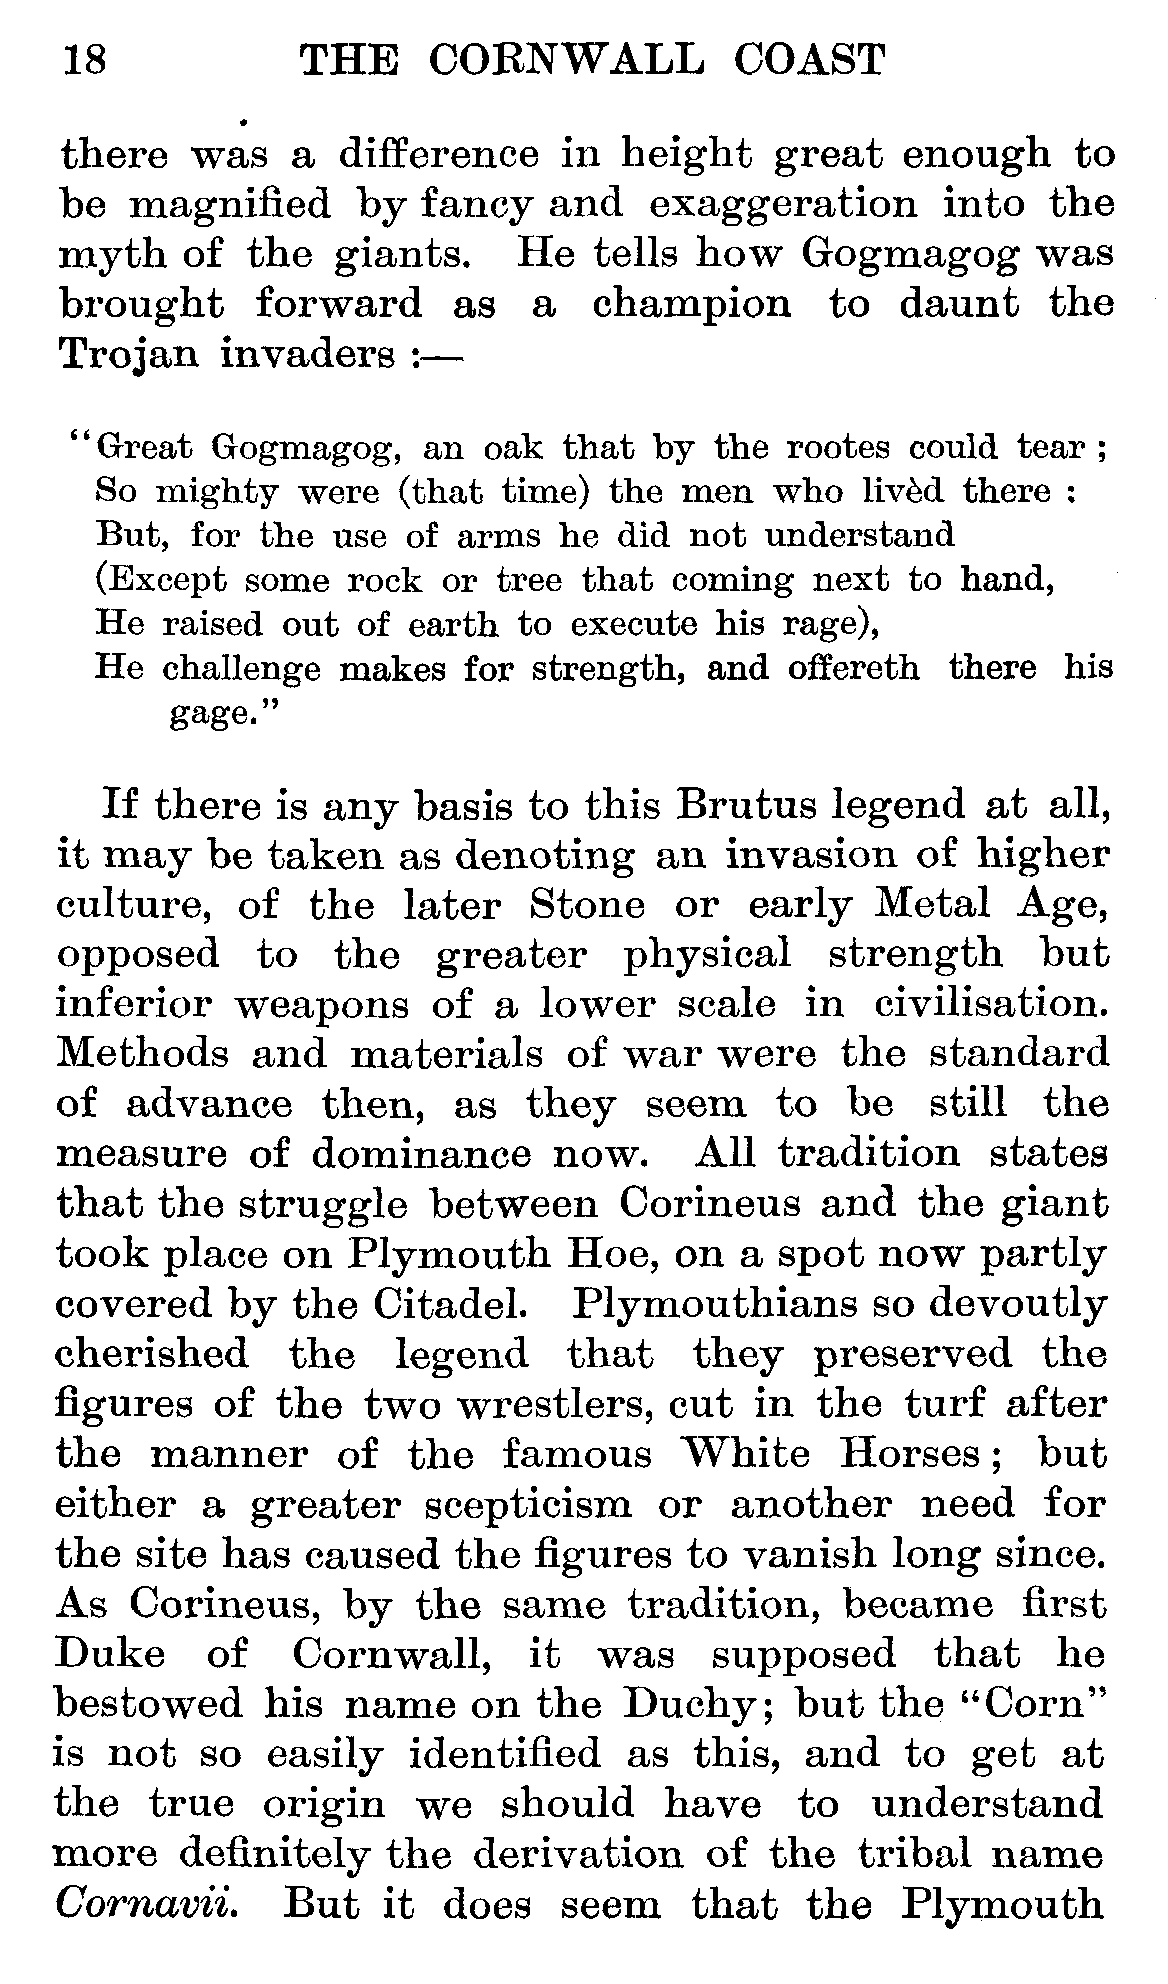 18 THE CORNWALL COAST
there was a difference in height great enough to
be magnified by fancy and exaggeration into the
myth of the giants. He tells how Gogmagog was
brought forward as a champion to daunt the
Trojan invaders :—
"Great Gogmagog, an oak that by the rootes could tear ;
So mighty were (that time) the men who livèd there :
But, for the use of arms he did not understand
(Except some rock or tree that coming next to hand,
He raised out of earth to execute his rage),
He challenge makes for strength, and offereth there his
gage."
If there is any basis to this Brutus legend at all,
it may be taken as denoting an invasion of higher
culture, of the later Stone or early Metal Age,
opposed to the greater physical strength but
inferior weapons of a lower scale in civilisation.
Methods and materials of war were the standard
of advance then, as they seem to be still the
measure of dominance now. All tradition states
that the struggle between Corineus and the giant
took place on Plymouth Hoe, on a spot now partly
covered by the Citadel. Plymouthians so devoutly
cherished the legend that they preserved the
figures of the two wrestlers, cut in the turf after
the manner of the famous White Horses ; but
either a greater scepticism or another need for
the site has caused the figures to vanish long since.
As Corineus, by the same tradition, became first
Duke of Cornwall, it was supposed that he
bestowed his name on the Duchy; but the "Corn"
is not so easily identified as this, and to get at
the true origin we should have to understand
more definitely the derivation of the tribal name
Cornavii. But it does seem that the Plymouth